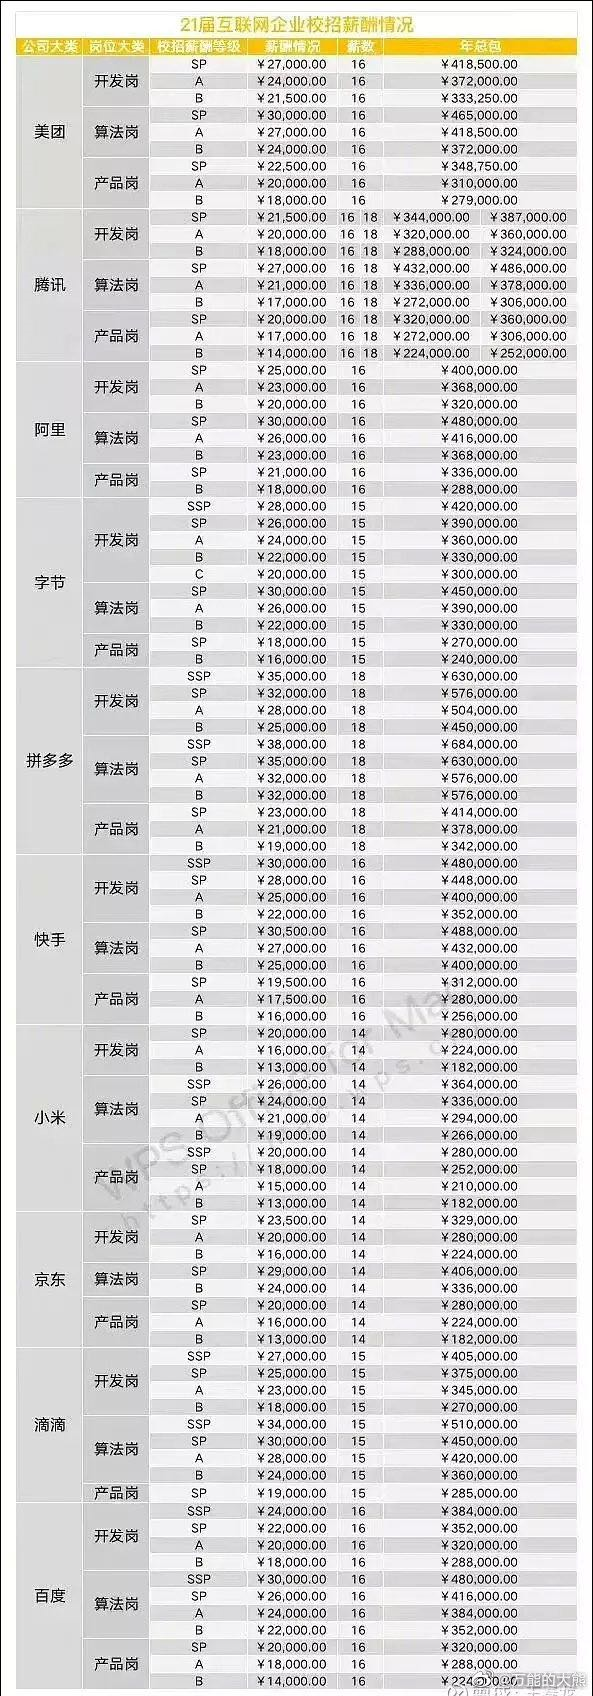 21届互联网企业校招薪酬情况
公司大类 岗位大类 校招薪酬等级 薪酬情况 薪数 年总包
美团 开发岗 SP ￥27,000.00 16 ￥418,500.00
A ￥24,000.00 16 ￥372,000.00
B ￥21,500.00 16 ￥333,250.00
算法岗 SP ￥30,000.00 16 ￥465,000.00
A ￥27,000.00 16 ￥418,500.00
B ￥24,000.00 16 ￥372,000.00
产品岗 SP ￥22,500.00 16 ￥348,750.00
A ￥20,000.00 16 ￥310,000.00
B ￥18,000.00 16 ￥279,000.00
腾讯 开发岗 SP ￥21,500.00 16 18 ￥344,000.00 ￥387,000.00
A ￥20,000.00 16 18 ￥320,000.00 ￥360,000.00
B ￥18,000.00 16 18 ￥288,000.00 ￥324,000.00
算法岗 SP ￥27,000.00 16 18 ￥432,000.00 ￥486,000.00
A ￥21,000.00 16 18 ￥336,000.00 ￥378,000.00
B ￥17,000.00 16 18 ￥272,000.00 ￥306,000.00
产品岗 SP ￥20,000.00 16 18 ￥320,000.00 ￥360,000.00
A ￥17,000.00 16 18 ￥272,000.00 ￥306,000.00
B ￥14,000.00 16 18 ￥224,000.00 ￥252,000.00
阿里 开发岗 SP ￥25,000.00 16 ￥400,000.00
A ￥23,000.00 16 ￥368,000.00
B ￥20,000.00 16 ￥320,000.00
算法岗 SP ￥30,000.00 16 ￥480,000.00
A ￥26,000.00 16 ￥416,000.00
B ￥23,000.00 16 ￥368,000.00
产品岗 SP ￥21,000.00 16 ￥336,000.00
B ￥18,000.00 16 ￥288,000.00
字节 开发岗 SSP ￥28,000.00 15 ￥420,000.00
SP ￥26,000.00 15 ￥390,000.00
A ￥24,000.00 15 ￥360,000.00
B ￥22,000.00 15 ￥330,000.00
C ￥20,000.00 15 ￥300,000.00
算法岗 SP ￥30,000.00 15 ￥450,000.00
A ￥26,000.00 15 ￥390,000.00
B ￥22,000.00 15 ￥330,000.00
产品岗 SP ￥18,000.00 15 ￥270,000.00
B ￥16,000.00 15 ￥240,000.00
拼多多 开发岗 SSP ￥35,000.00 18 ￥630,000.00
SP ￥32,000.00 18 ￥576,000.00
A ￥28,000.00 18 ￥504,000.00
B ￥25,000.00 18 ￥450,000.00
算法岗 SSP ￥38,000.00 18 ￥684,000.00
SP ￥35,000.00 18 ￥630,000.00
A ￥32,000.00 18 ￥576,000.00
B ￥32,000.00 18 ￥576,000.00
产品岗 SP ￥23,000.00 18 ￥414,000.00
A ￥21,000.00 18 ￥378,000.00
B ￥19,000.00 18 ￥342,000.00
快手 开发岗 SSP ￥30,000.00 16 ￥480,000.00
SP ￥28,000.00 16 ￥448,000.00
A ￥25,000.00 16 ￥400,000.00
B ￥22,000.00 16 ￥352,000.00
算法岗 SP ￥30,500.00 16 ￥488,000.00
A ￥27,000.00 16 ￥432,000.00
B ￥25,000.00 16 ￥400,000.00
产品岗 SP ￥19,500.00 16 ￥312,000.00
A ￥17,500.00 16 ￥280,000.00
B ￥16,000.00 16 ￥256,000.00
小米 开发岗 SP ￥20,000.00 14 ￥280,000.00
A ￥16,000.00 14 ￥224,000.00
B ￥13,000.00 14 ￥182,000.00
算法岗 SSP ￥26,000.00 14 ￥364,000.00
SP ￥24,000.00 14 ￥336,000.00
A ￥21,000.00 14 ￥294,000.00
B ￥19,000.00 14 ￥266,000.00
产品岗 SSP ￥20,000.00 14 ￥280,000.00
SP ￥18,000.00 14 ￥252,000.00
A ￥15,000.00 14 ￥210,000.00
B ￥13,000.00 14 ￥182,000.00
京东 开发岗 SP ￥23,500.00 14 ￥329,000.00
A ￥20,000.00 14 ￥280,000.00
B ￥16,000.00 14 ￥224,000.00
算法岗 SP ￥29,000.00 14 ￥406,000.00
B ￥24,000.00 14 ￥336,000.00
产品岗 SP ￥20,000.00 14 ￥280,000.00
A ￥16,000.00 14 ￥224,000.00
B ￥13,000.00 14 ￥182,000.00
滴滴 开发岗 SSP ￥27,000.00 15 ￥405,000.00
SP ￥25,000.00 15 ￥375,000.00
A ￥23,000.00 15 ￥345,000.00
B ￥18,000.00 15 ￥270,000.00
算法岗 SSP ￥34,000.00 15 ￥510,000.00
SP ￥30,000.00 15 ￥450,000.00
A ￥28,000.00 15 ￥420,000.00
B ￥24,000.00 15 ￥360,000.00
产品岗 SP ￥19,000.00 15 ￥285,000.00
百度 开发岗 SSP ￥24,000.00 16 ￥384,000.00
SP ￥22,000.00 16 ￥352,000.00
A ￥20,000.00 16 ￥320,000.00
B ￥18,000.00 16 ￥288,000.00
算法岗 SSP ￥30,000.00 16 ￥480,000.00
SP ￥26,000.00 16 ￥416,000.00
A ￥24,000.00 16 ￥384,000.00
B ￥22,000.00 16 ￥352,000.00
产品岗 SP ￥20,000.00 16 ￥320,000.00
A ￥18,000.00 16 ￥288,000.00
B ￥14,000.00 16 ￥224,000.00
WPS Office for Mac
@万能的大熊